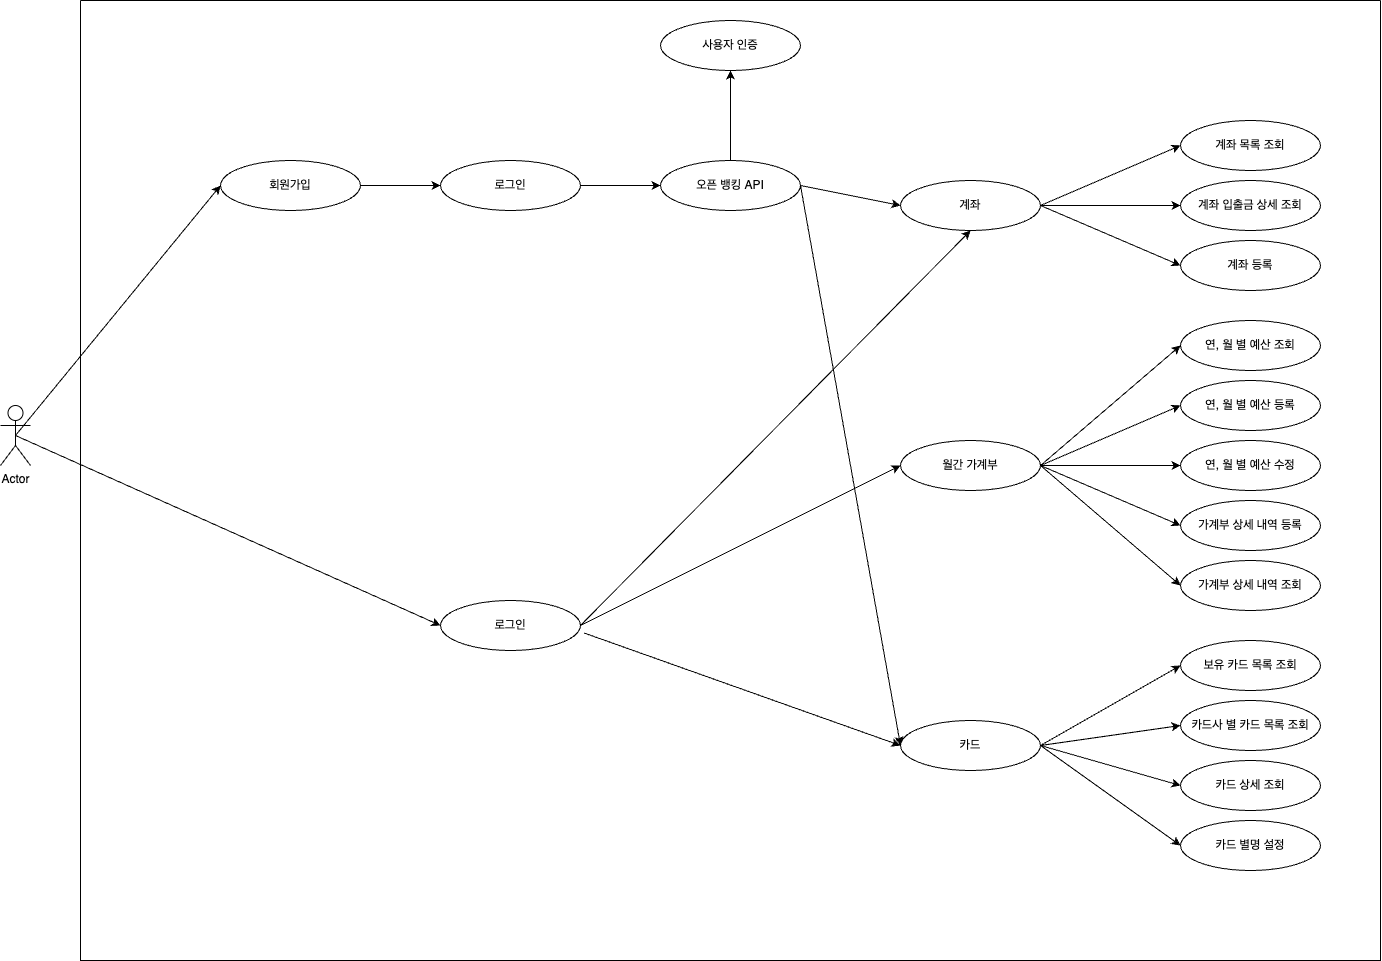 사용자 인증
회원가입
로그인
오픈 뱅킹 API
계좌
계좌 목록 조회
계좌 입출금 상세 조회
계좌 등록
Actor
월간 가계부
연, 월 별 예산 조회
연, 월 별 예산 등록
연, 월 별 예산 수정
가계부 상세 내역 등록
가계부 상세 내역 조회
로그인
카드
보유 카드 목록 조회
카드사 별 카드 목록 조회
카드 상세 조회
카드 별명 설정